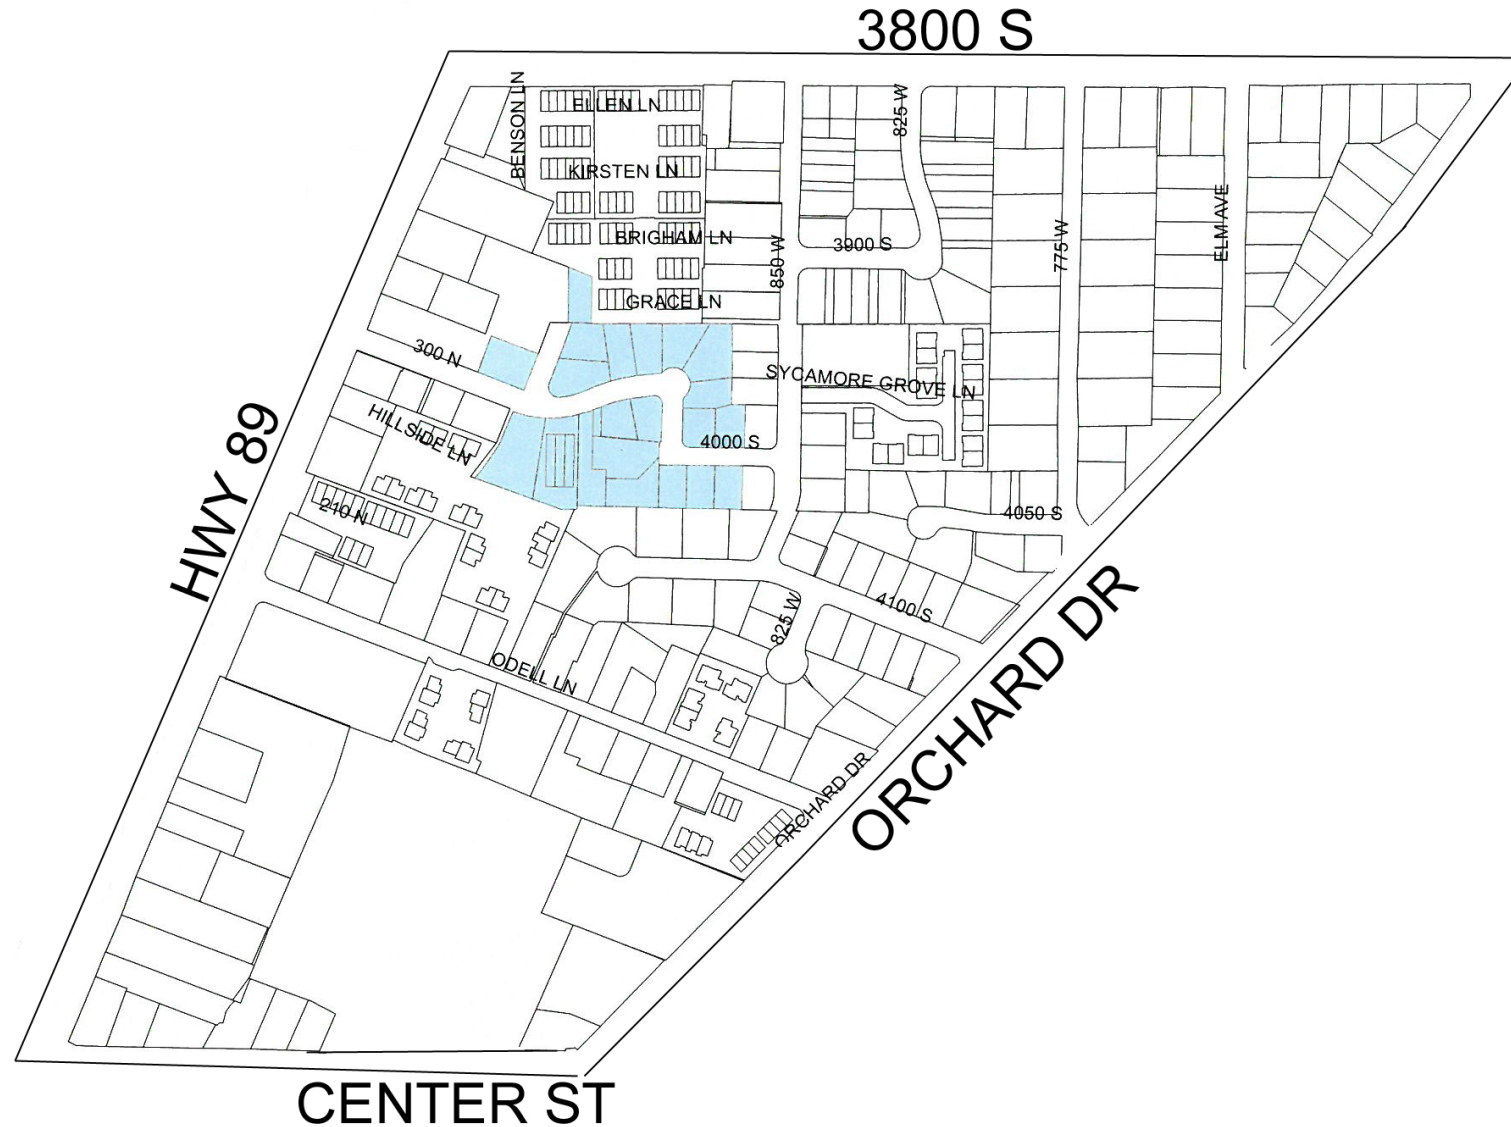 3800 S
BENSON LN
ELLEN LN
825 W
KIRSTEN LN
ELM AVE
BRIGHAM LN
850 W
3900 S
775 W
GRACE LN
300 N
SYCAMORE GROVE LN
HWY 89
HILLSIDE LN
4000 S
210 N
4050 S
825 W
4100 S
ODELL LN
ORCHARD DR
ORCHARD DR
CENTER ST